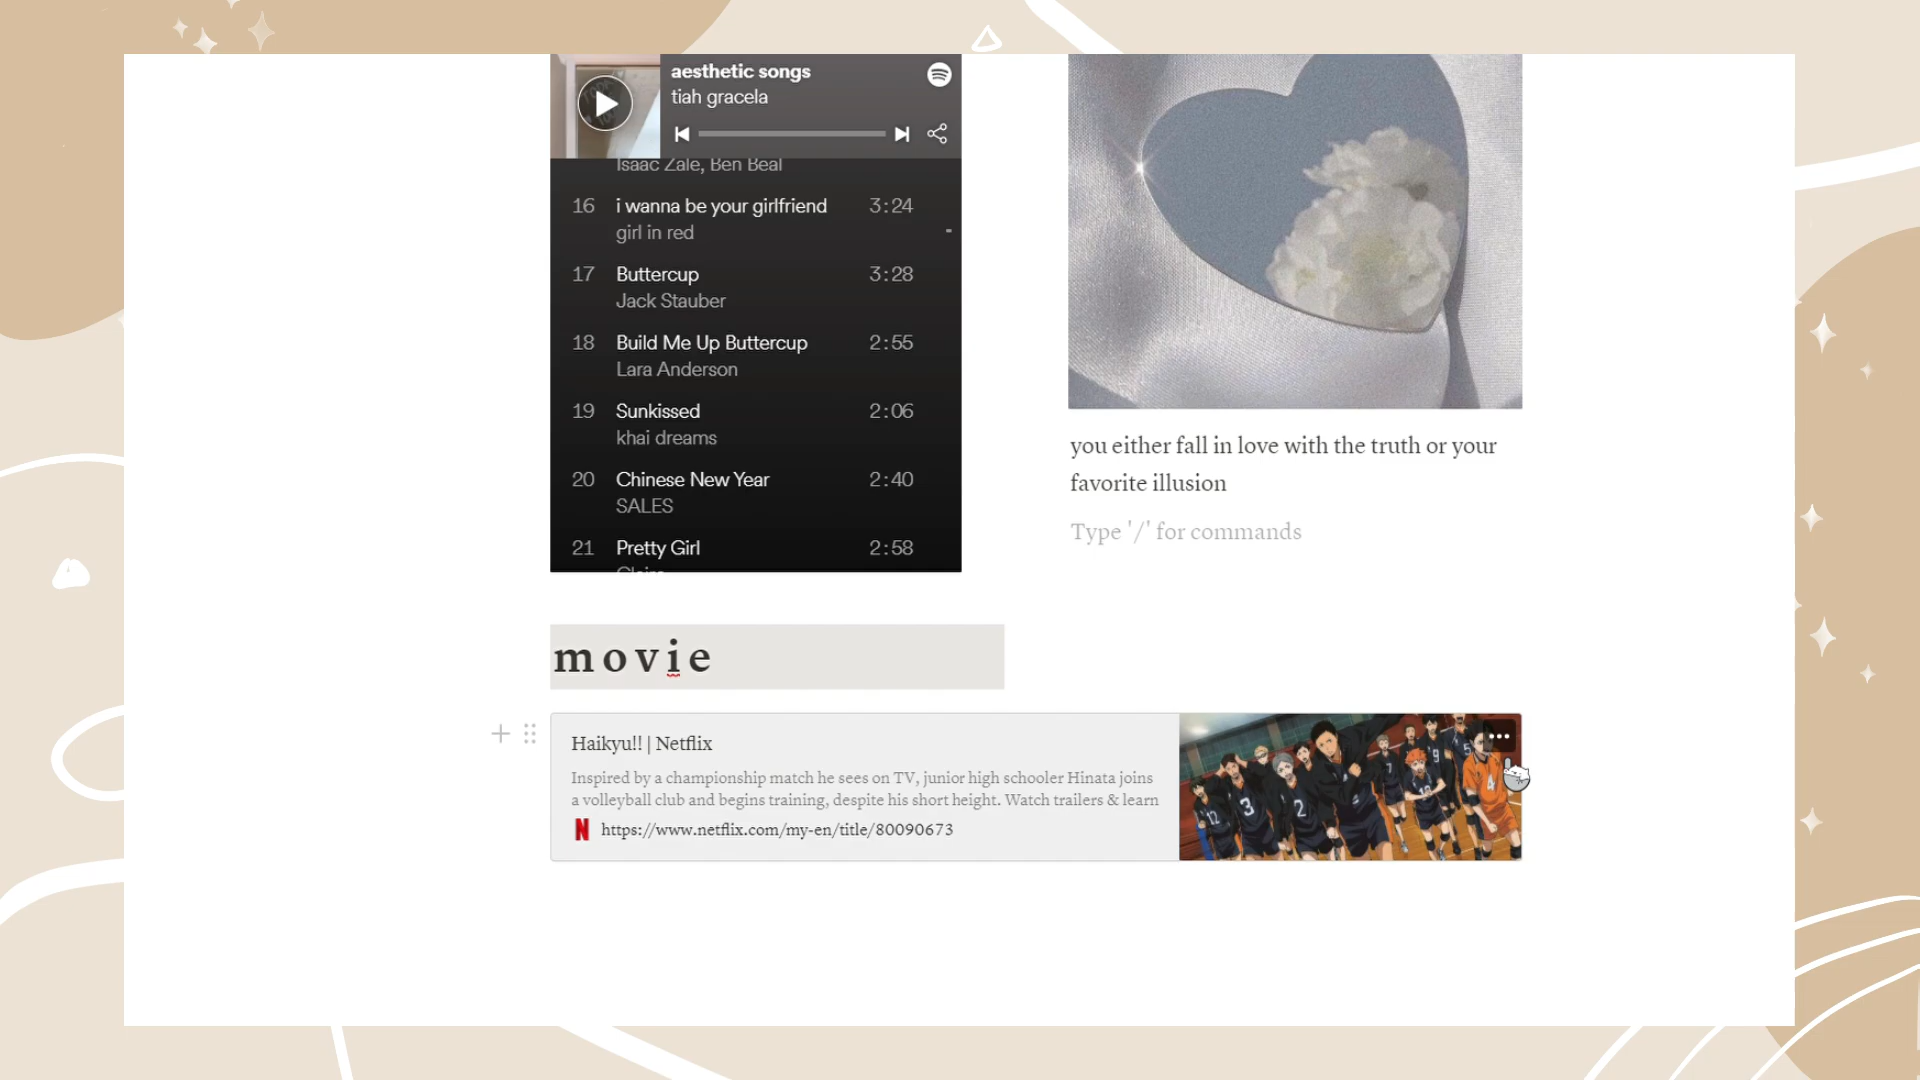 aesthetic songs
tiah gracela
Isaac Zale, Ben Beal
16 i wanna be your girlfriend 3:24
girl in red
17 Buttercup 3:28
Jack Stauber
18 Build Me Up Buttercup 2:55
Lara Anderson
19 Sunkissed 2:06
khai dreams
20 Chinese New Year 2:40
SALES
21 Pretty Girl 2:58
you either fall in love with the truth or your
favorite illusion
Type '/' for commands
movie
Haikyu!! | Netflix
Inspired by a championship match he sees on TV, junior high schooler Hinata joins
a volleyball club and begins training, despite his short height. Watch trailers & learn
N https://www.netflix.com/my-en/title/80090673